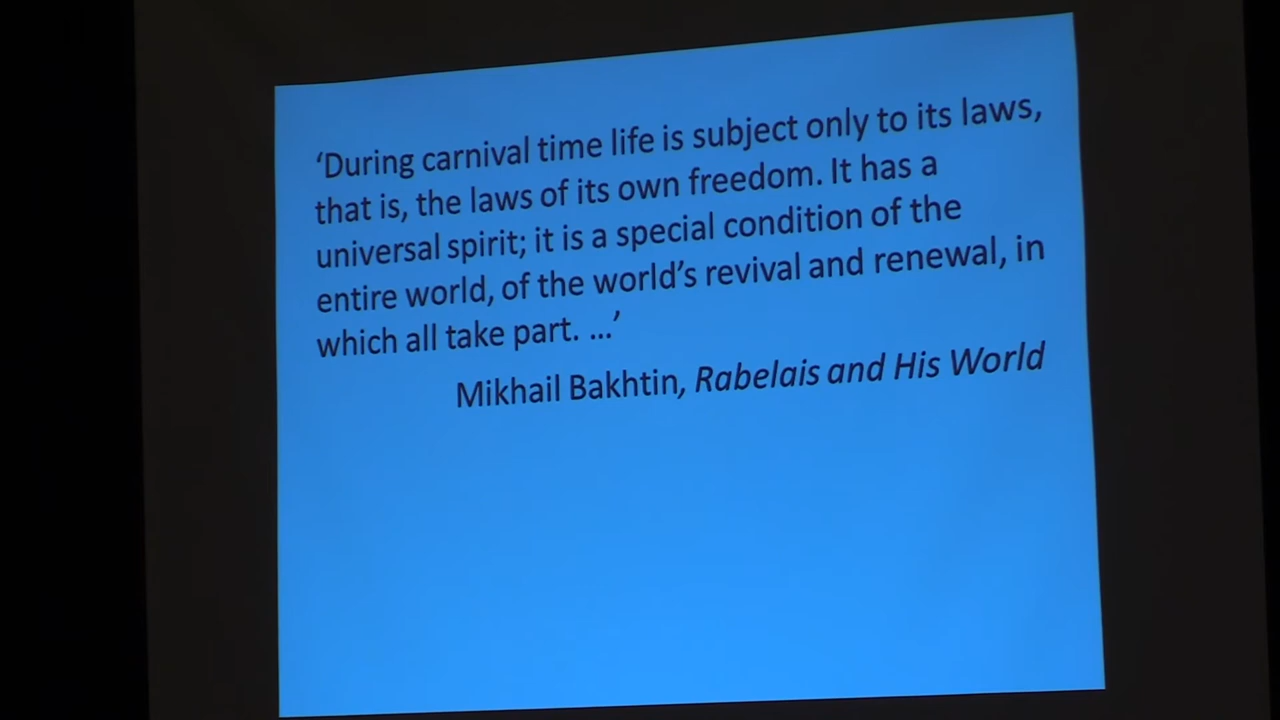 ‘During carnival time life is subject only to its laws,
that is, the laws of its own freedom. It has a
universal spirit; it is a special condition of the
entire world, of the world’s revival and renewal, in
which all take part. ...’
Mikhail Bakhtin, Rabelais and His World